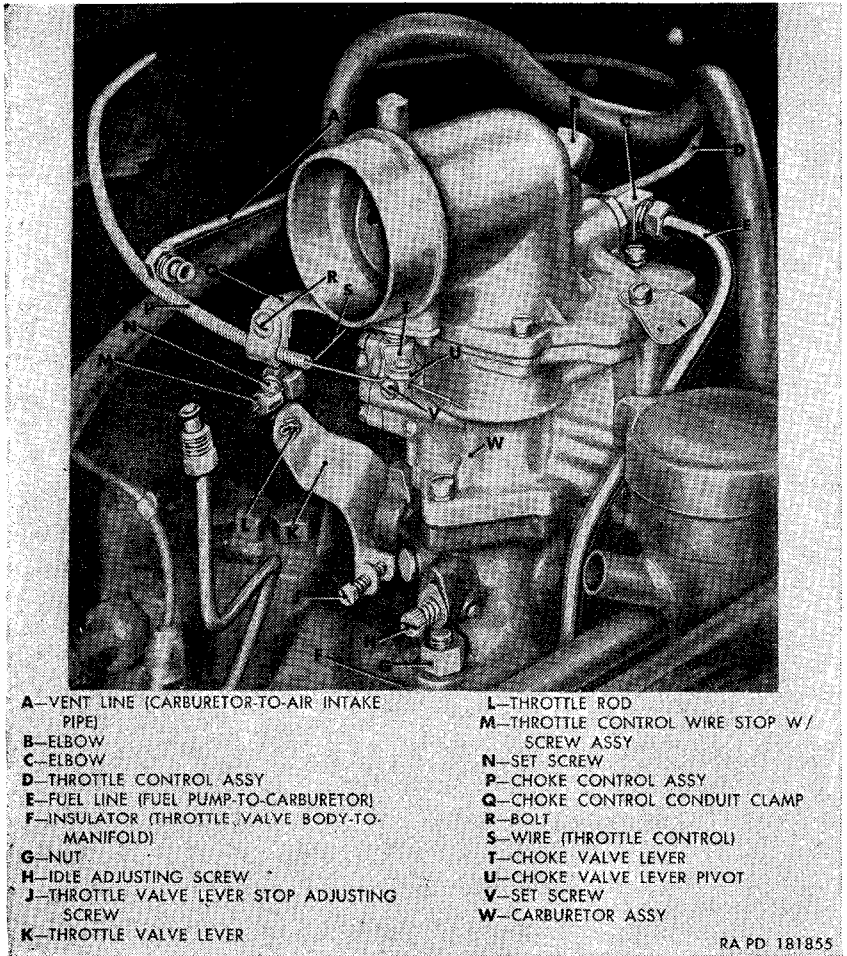 A
B
C
D
E
Q
R
S
P
N
M
T
U
V
W
L
K
J
H
G
F
A—VENT LINE (CARBURETOR-TO-AIR INTAKE
PIPE)
B—ELBOW
C—ELBOW
D—THROTTLE CONTROL ASSY
E—FUEL LINE (FUEL PUMP-TO-CARBURETOR)
F—INSULATOR (THROTTLE VALVE BODY-TO-
MANIFOLD)
G—NUT
H—IDLE ADJUSTING SCREW
J—THROTTLE VALVE LEVER STOP ADJUSTING
SCREW
K—THROTTLE VALVE LEVER
L—THROTTLE ROD
M—THROTTLE CONTROL WIRE STOP W/
SCREW ASSY
N—SET SCREW
P—CHOKE CONTROL ASSY
Q—CHOKE CONTROL CONDUIT CLAMP
R—BOLT
S—WIRE (THROTTLE CONTROL)
T—CHOKE VALVE LEVER
U—CHOKE VALVE LEVER PIVOT
V—SET SCREW
W—CARBURETOR ASSY
RA PD 181855